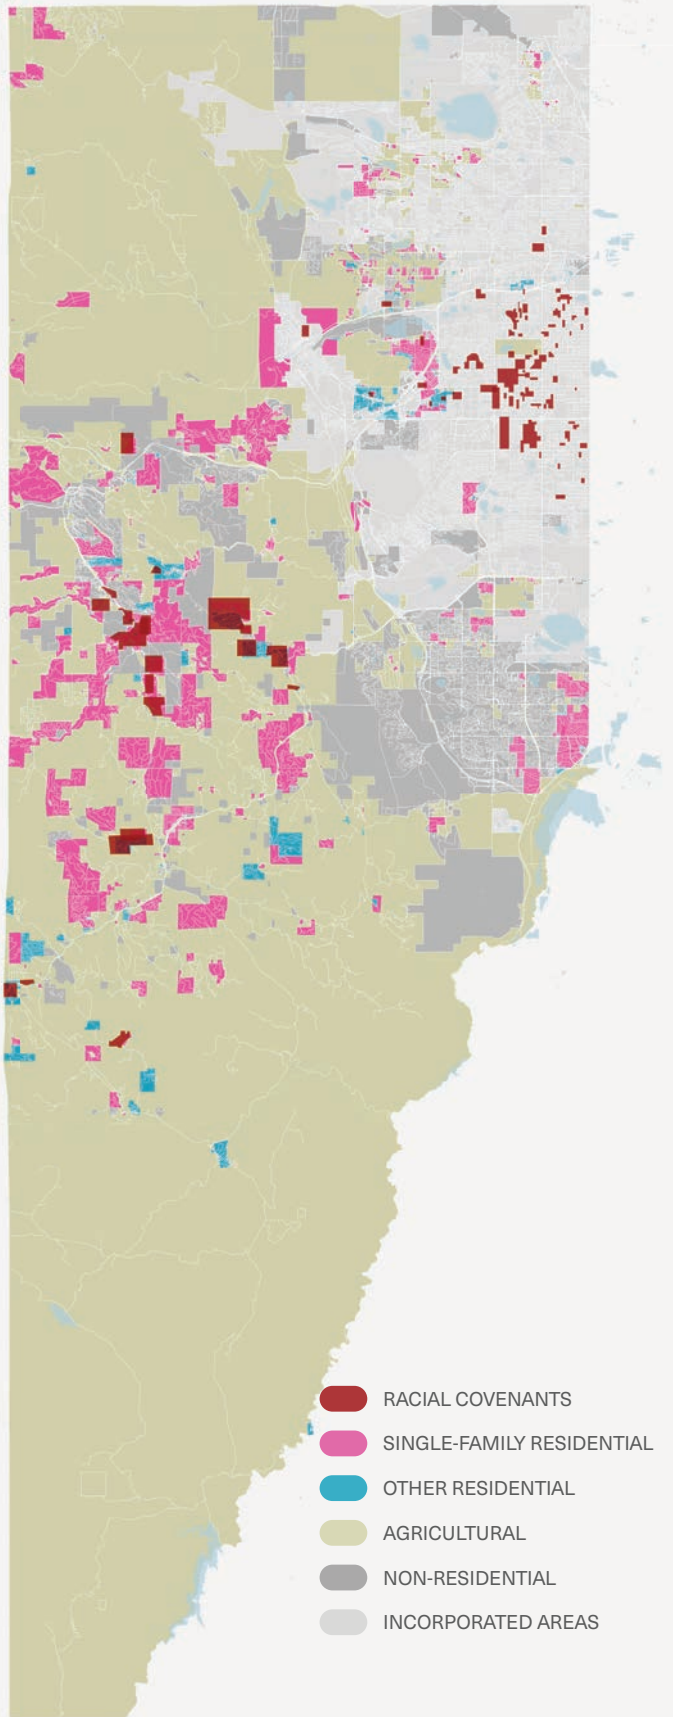 RACIAL COVENANTS
SINGLE-FAMILY RESIDENTIAL
OTHER RESIDENTIAL
AGRICULTURAL
NON-RESIDENTIAL
INCORPORATED AREAS